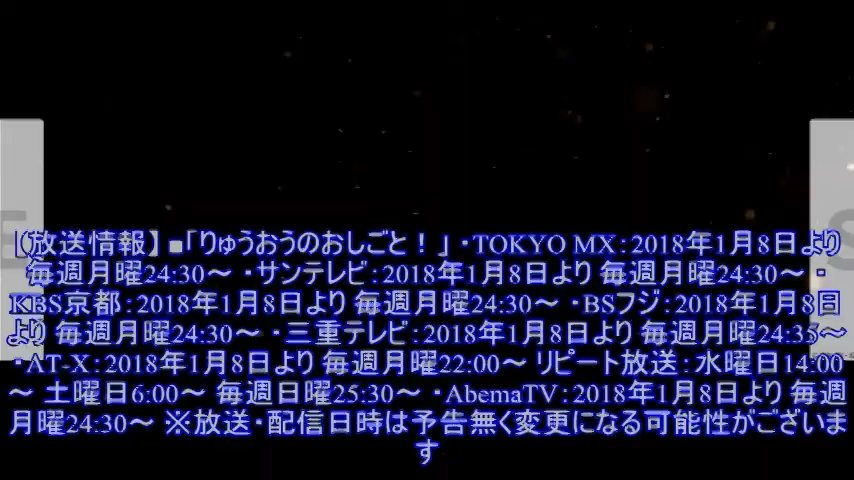 【放送情報】 ■「りゅうおうのおしごと！」 ・TOKYO MX：2018年1月8日より
毎週月曜24:30～ ・サンテレビ：2018年1月8日より 毎週月曜24:30～ ・
KBS京都：2018年1月8日より 毎週月曜24:30～ ・BSフジ：2018年1月8日
より 毎週月曜24:30～ ・三重テレビ：2018年1月8日より 毎週月曜24:35～
・AT-X：2018年1月8日より 毎週月曜22:00～ リピート放送：水曜日14:00
～ 土曜日6:00～ 毎週日曜25:30～ ・AbemaTV：2018年1月8日より 毎週
月曜24:30～ ※放送・配信日時は予告無く変更になる可能性がございま
す